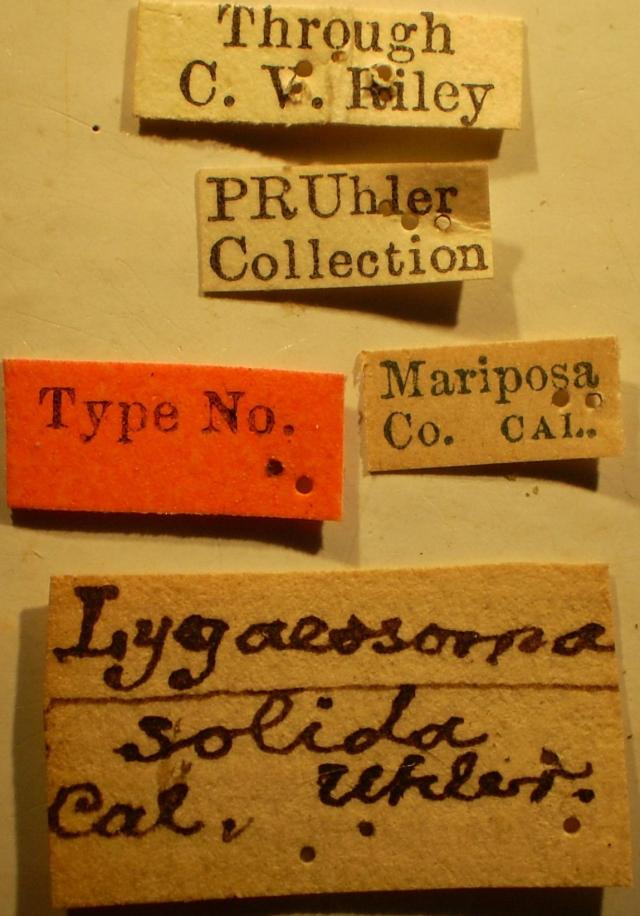 Through
C. V. Riley
PRUhler
Collection
Type No.
Mariposa
Co. CAL.
Lygaeosoma
solida
Cal. Uhler.